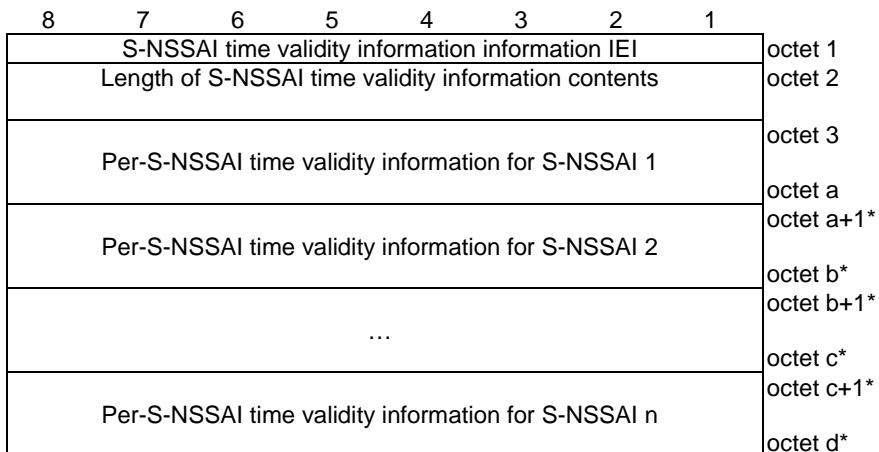 8 7 6 5 4 3 2 1
S-NSSAI time validity information information IEI octet 1
Length of S-NSSAI time validity information contents octet 2
octet 3
Per-S-NSSAI time validity information for S-NSSAI 1
octet a
octet a+1*
Per-S-NSSAI time validity information for S-NSSAI 2
octet b*
octet b+1*
…
octet c*
octet c+1*
Per-S-NSSAI time validity information for S-NSSAI n
octet d*